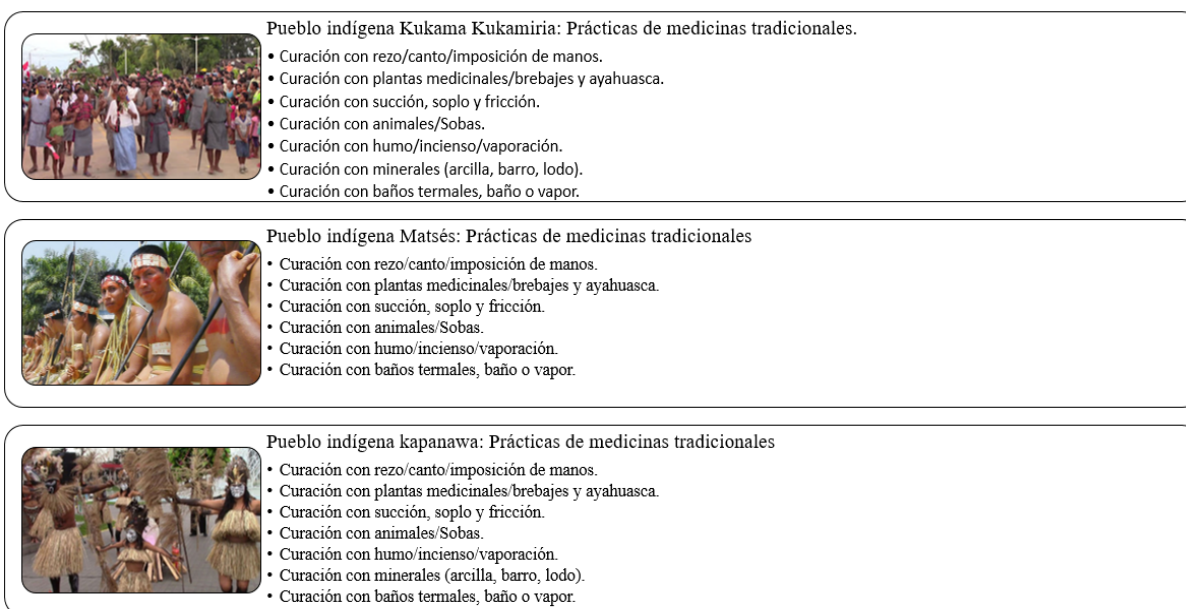 Pueblo indígena Kukama Kukamiria: Prácticas de medicinas tradicionales.
• Curación con rezo/canto/imposición de manos.
• Curación con plantas medicinales/brebajes y ayahuasca.
• Curación con succión, soplo y fricción.
• Curación con animales/Sobas.
• Curación con humo/incienso/vaporación.
• Curación con minerales (arcilla, barro, lodo).
• Curación con baños termales, baño o vapor.
Pueblo indígena Matsés: Prácticas de medicinas tradicionales
• Curación con rezo/canto/imposición de manos.
• Curación con plantas medicinales/brebajes y ayahuasca.
• Curación con succión, soplo y fricción.
• Curación con animales/Sobas.
• Curación con humo/incienso/vaporación.
• Curación con baños termales, baño o vapor.
Pueblo indígena kapanawa: Prácticas de medicinas tradicionales
• Curación con rezo/canto/imposición de manos.
• Curación con plantas medicinales/brebajes y ayahuasca.
• Curación con succión, soplo y fricción.
• Curación con animales/Sobas.
• Curación con humo/incienso/vaporación.
• Curación con minerales (arcilla, barro, lodo).
• Curación con baños termales, baño o vapor.